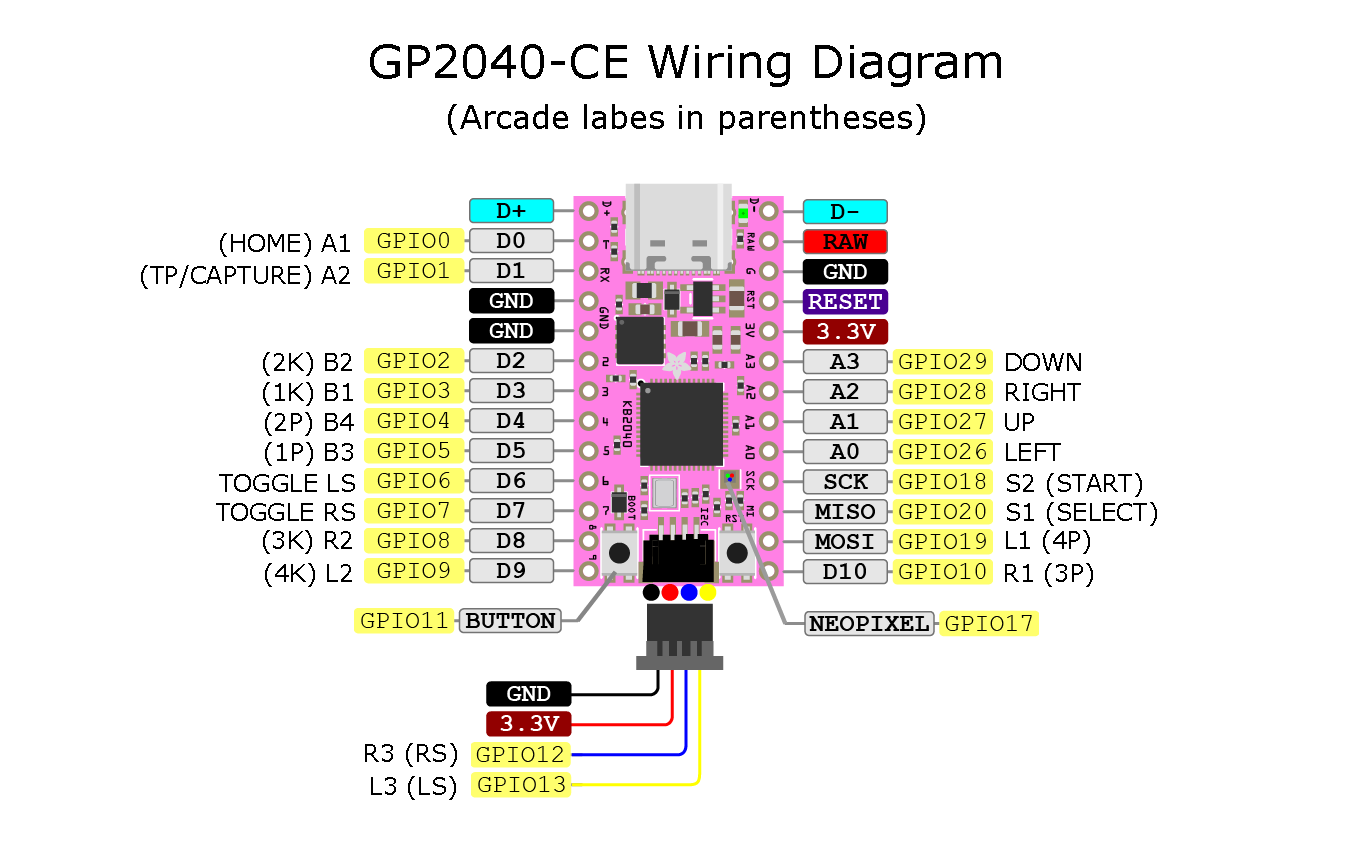 GP2040-CE Wiring Diagram
(Arcade labes in parentheses)
D+ D+ D- D-
(HOME) A1 GPIO0 D0 T RAW RAW
(TP/CAPTURE) A2 GPIO1 D1 RX G GND
GND GND RST RESET
GND 3V 3.3V
(2K) B2 GPIO2 D2 2 A3 A3 GPIO29 DOWN
(1K) B1 GPIO3 D3 3 A2 A2 GPIO28 RIGHT
KB2040
(2P) B4 GPIO4 D4 4 A1 A1 GPIO27 UP
(1P) B3 GPIO5 D5 5 A0 A0 GPIO26 LEFT
TOGGLE LS GPIO6 D6 6 SCK SCK GPIO18 S2 (START)
TOGGLE RS GPIO7 D7 7 BOOT I2C MI MISO GPIO20 S1 (SELECT)
(3K) R2 GPIO8 D8 8 MOSI GPIO19 L1 (4P)
(4K) L2 GPIO9 D9 9 D10 GPIO10 R1 (3P)
GPIO11 BUTTON NEOPIXEL GPIO17
GND
3.3V
R3 (RS) GPIO12
L3 (LS) GPIO13